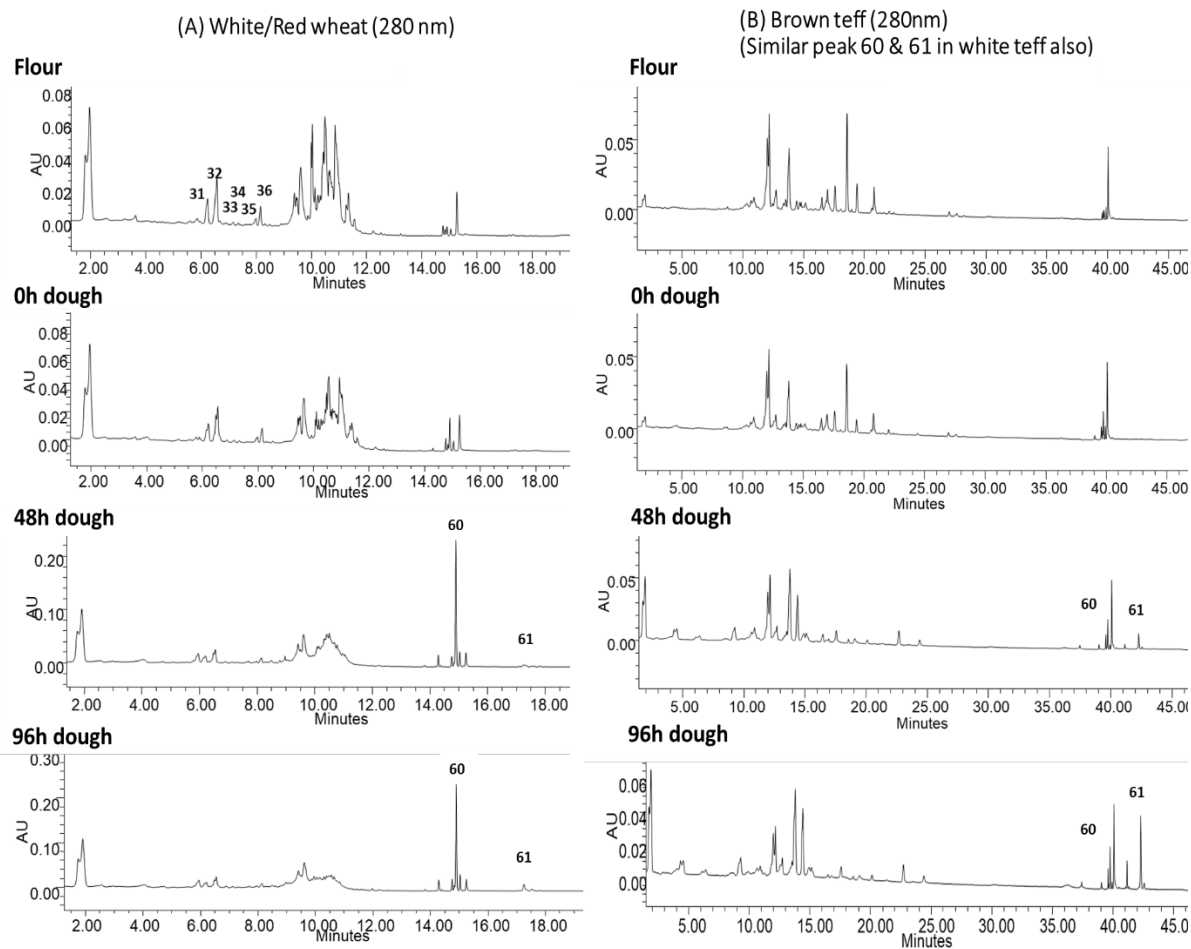 (A) White/Red wheat (280 nm)
Flour
0.08
0.06
0.04
0.02
0.00
AU
31
32
33
34
35
36
2.00 4.00 6.00 8.00 10.00 12.00 14.00 16.00 18.00
Minutes
0h dough
0.08
0.06
0.04
0.02
0.00
AU
2.00 4.00 6.00 8.00 10.00 12.00 14.00 16.00 18.00
Minutes
48h dough
0.20
0.10
0.00
AU
60
61
2.00 4.00 6.00 8.00 10.00 12.00 14.00 16.00 18.00
Minutes
96h dough
0.30
0.20
0.10
0.00
AU
60
61
2.00 4.00 6.00 8.00 10.00 12.00 14.00 16.00 18.00
Minutes
(B) Brown teff (280nm)
(Similar peak 60 & 61 in white teff also)
Flour
0.05
0.00
AU
5.00 10.00 15.00 20.00 25.00 30.00 35.00 40.00 45.00
Minutes
0h dough
0.05
0.00
AU
5.00 10.00 15.00 20.00 25.00 30.00 35.00 40.00 45.00
Minutes
48h dough
0.05
0.00
AU
60
61
5.00 10.00 15.00 20.00 25.00 30.00 35.00 40.00 45.00
Minutes
96h dough
0.06
0.04
0.02
0.00
AU
60
61
5.00 10.00 15.00 20.00 25.00 30.00 35.00 40.00 45.00
Minutes